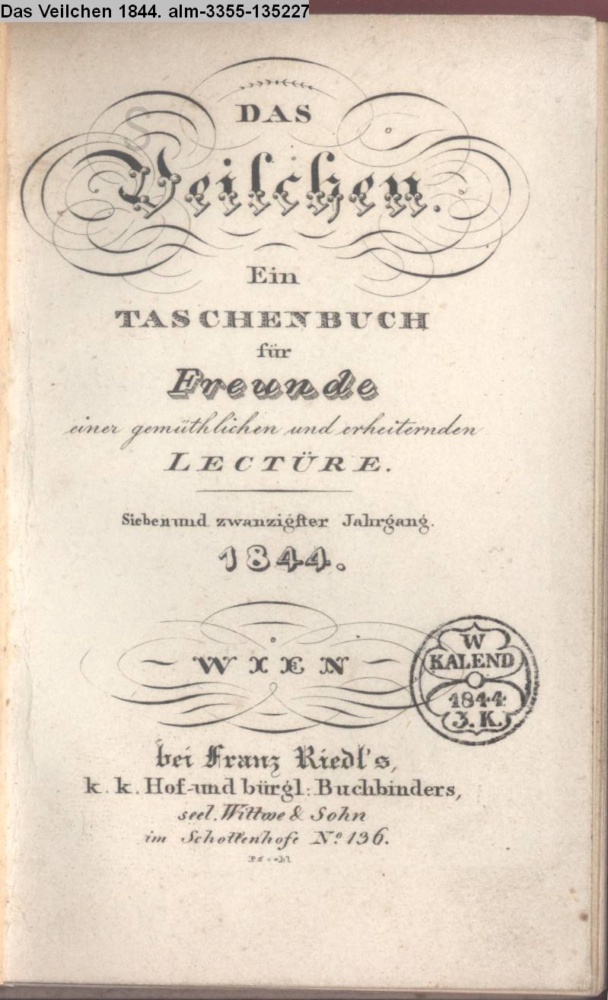 Das Veilchen 1844. alm-3355-135227
DAS
Veilchen.
Ein
TASCHENBUCH
für
Freunde
einer gemüthlichen und erheiternden
LECTÜRE.
Siebenund zwanzigster Jahrgang.
1844.
WIEN
W
KALEND
1844
3. K.
bei Franz Riedl's,
k. k. Hof- und bürgl: Buchbinders,
seel. Wittwe & Sohn
im Schottenhofe No 136.